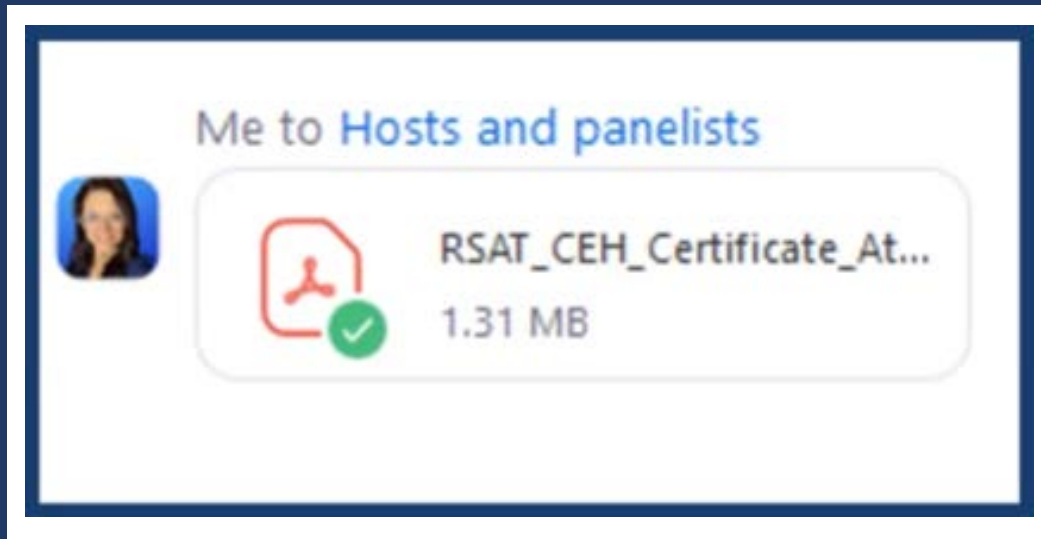 Me to Hosts and panelists
RSAT_CEH_Certificate_At...
1.31 MB